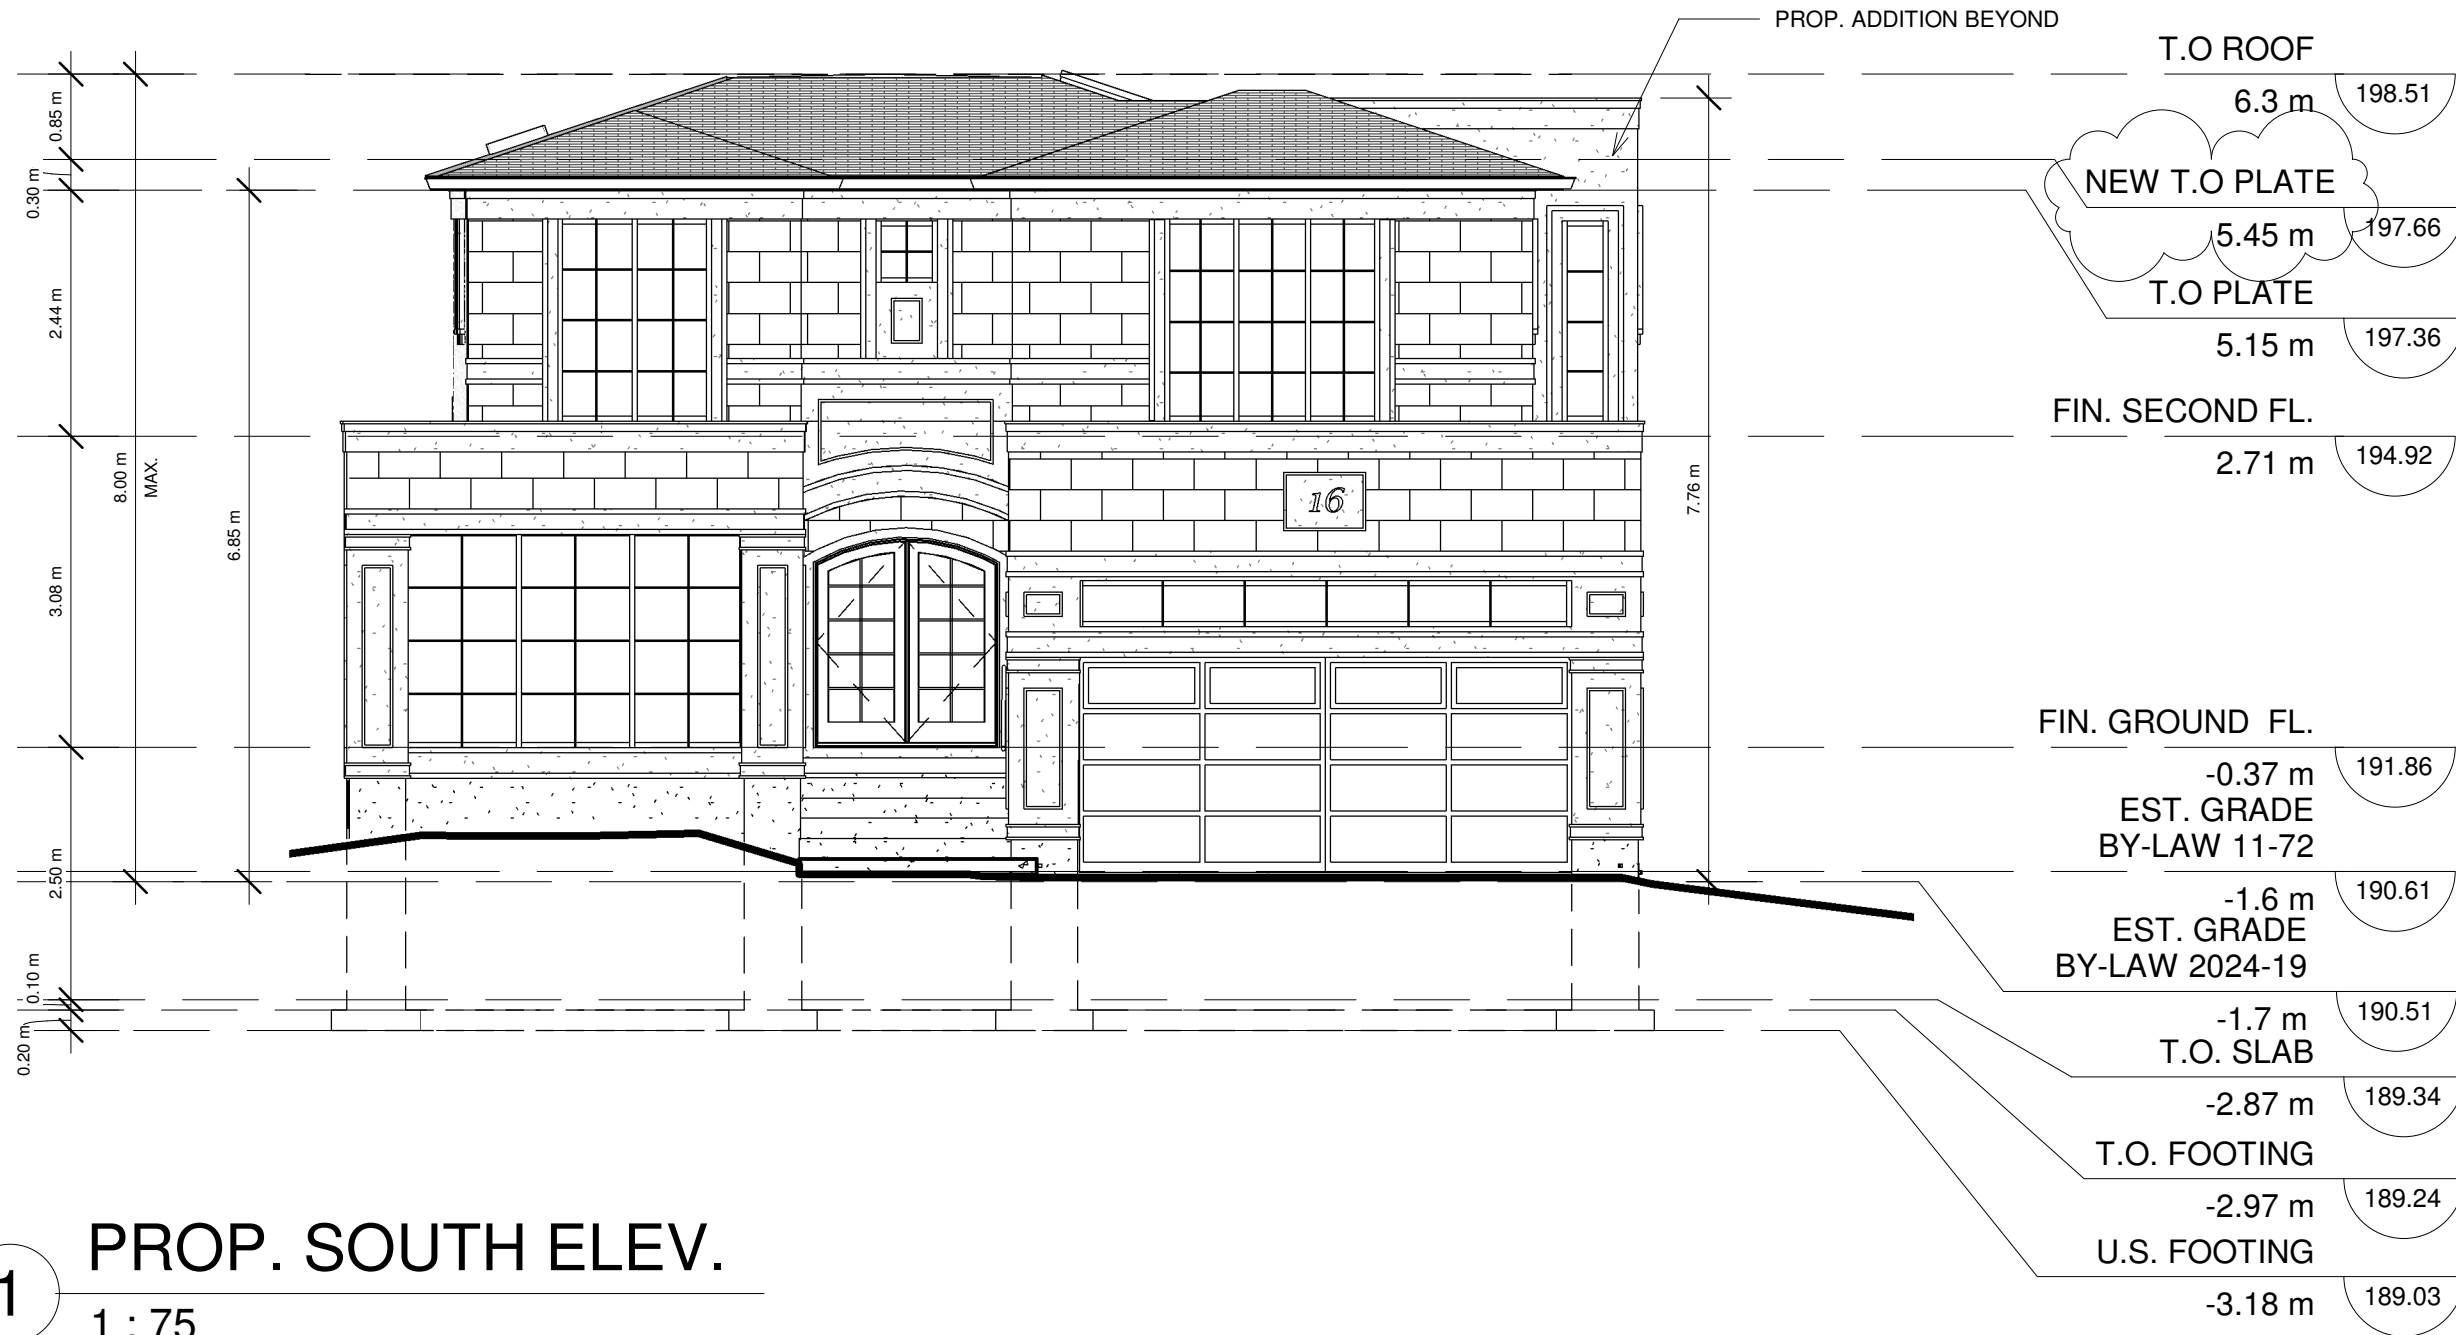 PROP. ADDITION BEYOND
T.O ROOF
6.3 m
198.51
NEW T.O PLATE
5.45 m
197.66
T.O PLATE
5.15 m
197.36
FIN. SECOND FL.
2.71 m
194.92
FIN. GROUND FL.
-0.37 m
191.86
EST. GRADE
BY-LAW 11-72
-1.6 m
190.61
EST. GRADE
BY-LAW 2024-19
-1.7 m
190.51
T.O. SLAB
-2.87 m
189.34
T.O. FOOTING
-2.97 m
189.24
U.S. FOOTING
-3.18 m
189.03
0.85 m
0.30 m
2.44 m
3.08 m
2.50 m
0.10 m
0.20 m
8.00 m
MAX.
6.85 m
7.76 m
16
1
PROP. SOUTH ELEV.
1 : 75